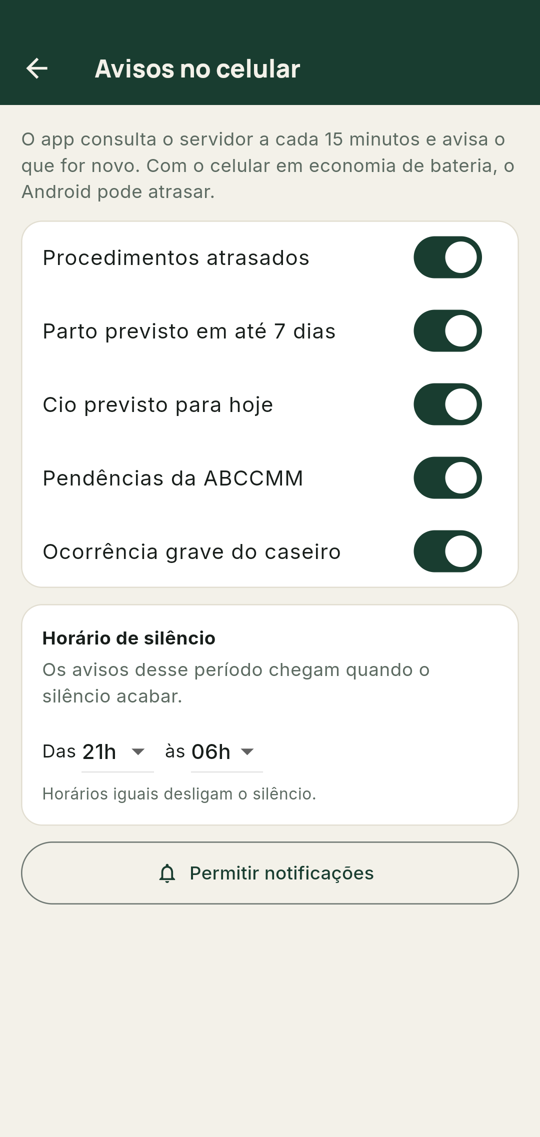 Avisos no celular
O app consulta o servidor a cada 15 minutos e avisa o
que for novo. Com o celular em economia de bateria, o
Android pode atrasar.
Procedimentos atrasados
Parto previsto em até 7 dias
Cio previsto para hoje
Pendências da ABCCMM
Ocorrência grave do caseiro
Horário de silêncio
Os avisos desse período chegam quando o
silêncio acabar.
Das 21h às 06h
Horários iguais desligam o silêncio.
Permitir notificações